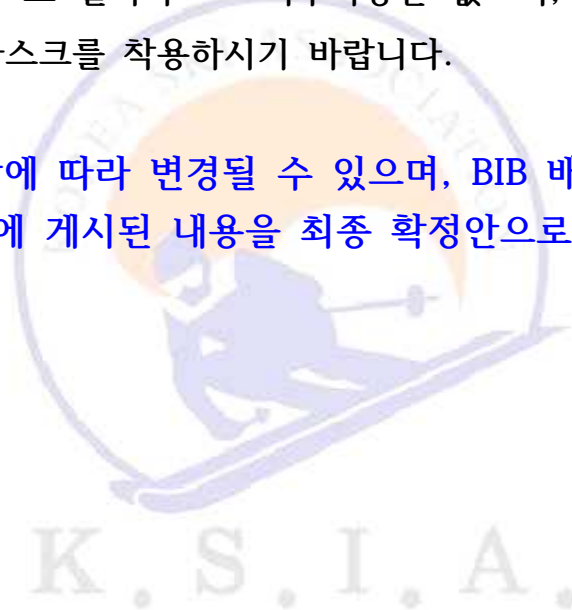 스크를 착용하시기 바랍니다.
에 따라 변경될 수 있으며, BIB
에 게시된 내용을 최종 확정안으로
K.S.I.A.